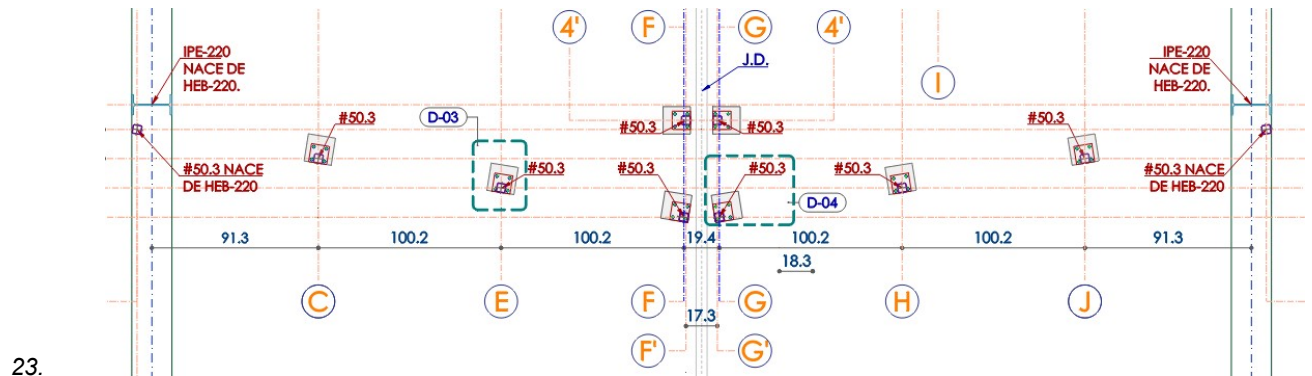 4'
F
G
4'
IPE-220
NACE DE
HEB-220.
J.D.
I
IPE-220
NACE DE
HEB-220.
#50.3
D-03
#50.3
#50.3
#50.3
#50.3 NACE
DE HEB-220
#50.3
#50.3
#50.3
#50.3
#50.3 NACE
DE HEB-220
D-04
91.3
100.2
100.2
19.4
100.2
100.2
91.3
18.3
C
E
F
G
H
J
17.3
F'
G'
23.